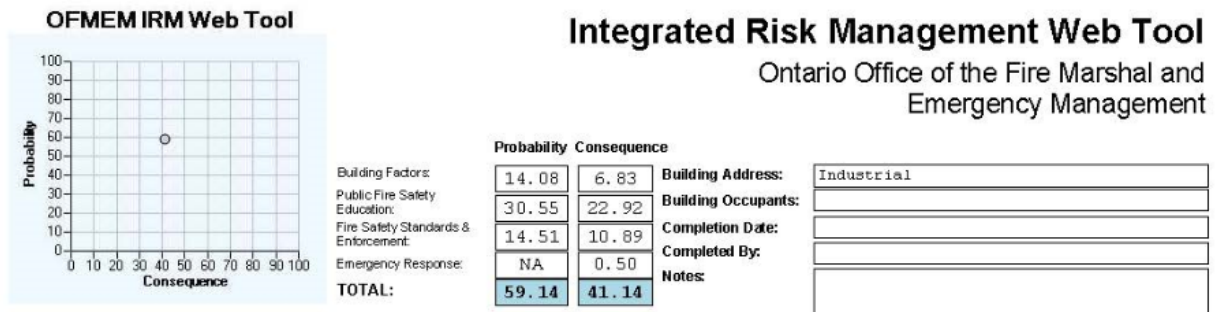 OFMEM IRM Web Tool
100
90
80
70
60
50
40
30
20
10
0
Probability
0 10 20 30 40 50 60 70 80 90 100
Consequence
Integrated Risk Management Web Tool
Ontario Office of the Fire Marshal and
Emergency Management
Probability Consequence
Building Factors: 14.08 6.83
Public Fire Safety
Education: 30.55 22.92
Fire Safety Standards &
Enforcement: 14.51 10.89
Emergency Response: NA 0.50
TOTAL: 59.14 41.14
Building Address: Industrial
Building Occupants:
Completion Date:
Completed By:
Notes: